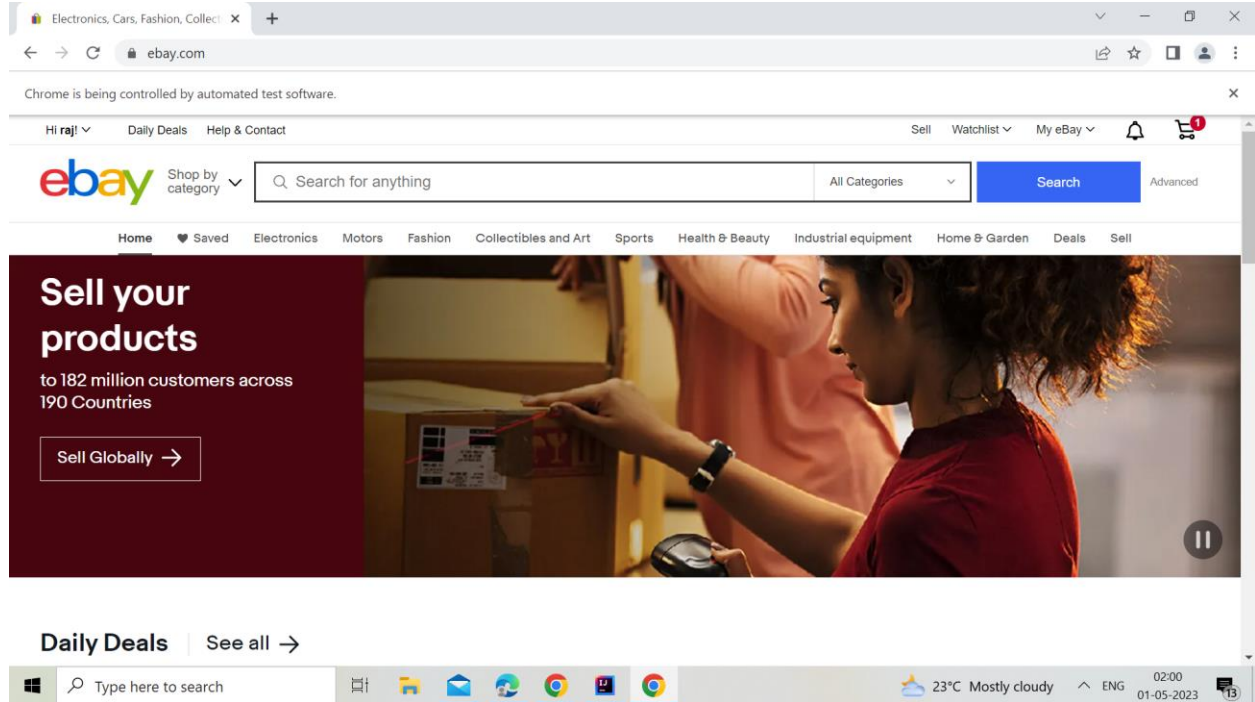 Electronics, Cars, Fashion, Collect
ebay.com
Chrome is being controlled by automated test software.
Hi raj! Daily Deals Help & Contact Sell Watchlist My eBay 1
ebay Shop by category Search for anything All Categories Search Advanced
Home Saved Electronics Motors Fashion Collectibles and Art Sports Health & Beauty Industrial equipment Home & Garden Deals Sell
Sell your
products
to 182 million customers across
190 Countries
Sell Globally →
Daily Deals See all →
Type here to search 23°C Mostly cloudy ENG 02:00
01-05-2023 13